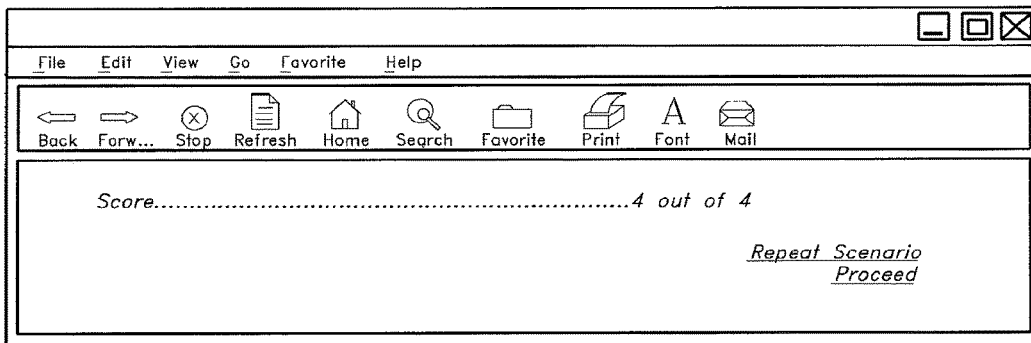 File Edit View Go Favorite Help
Back Forw... Stop Refresh Home Search Favorite Print Font Mail
Score..................................................................4 out of 4
Repeat Scenario
Proceed